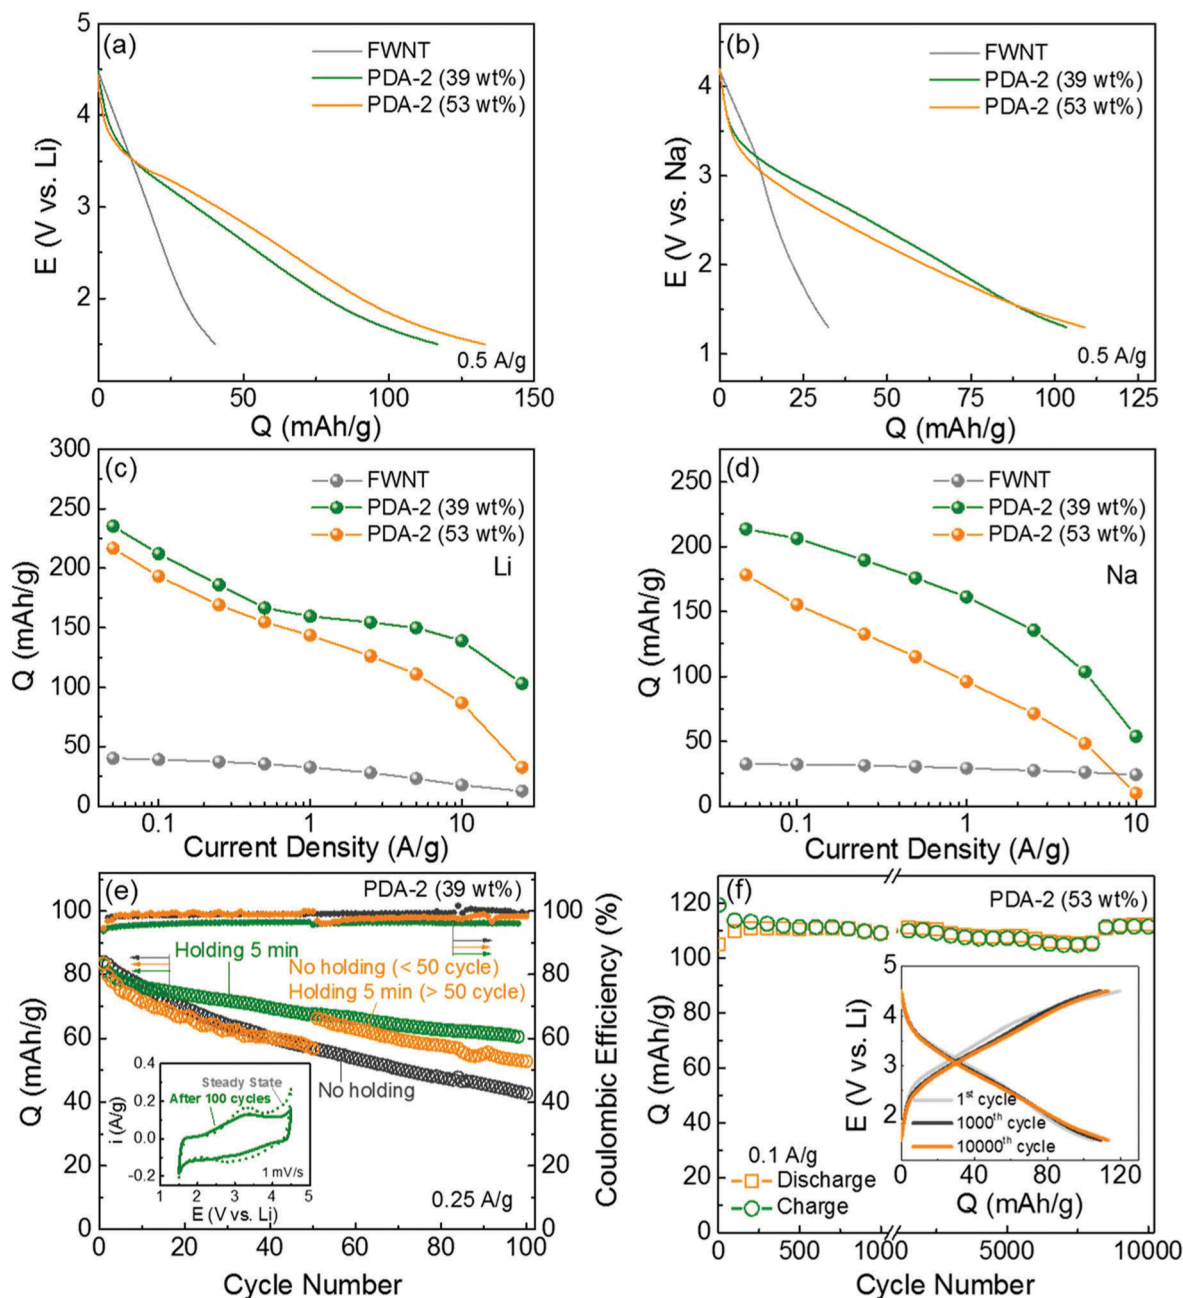 (a)
FWNT
PDA-2 (39 wt%)
PDA-2 (53 wt%)
5
4
3
2
E (V vs. Li)
0.5 A/g
0 50 100 150
Q (mAh/g)
(b)
FWNT
PDA-2 (39 wt%)
PDA-2 (53 wt%)
4
3
2
1
E (V vs. Na)
0.5 A/g
0 25 50 75 100 125
Q (mAh/g)
(c)
FWNT
PDA-2 (39 wt%)
PDA-2 (53 wt%)
Li
300
250
200
150
100
50
0
Q (mAh/g)
0.1 1 10
Current Density (A/g)
(d)
FWNT
PDA-2 (39 wt%)
PDA-2 (53 wt%)
Na
250
200
150
100
50
0
Q (mAh/g)
0.1 1 10
Current Density (A/g)
(e)
PDA-2 (39 wt%)
100
80
60
40
20
0
Q (mAh/g)
Holding 5 min
No holding (< 50 cycle)
Holding 5 min (> 50 cycle)
No holding
0.4
0.2
0.0
-0.2
i (A/g)
Steady State
After 100 cycles
1 mV/s
1 2 3 4 5
E (V vs. Li)
0.25 A/g
100
80
60
40
20
0
Coulombic Efficiency (%)
0 20 40 60 80 100
Cycle Number
(f)
PDA-2 (53 wt%)
120
100
80
60
40
20
0
Q (mAh/g)
4
3
2
E (V vs. Li)
1st cycle
1000th cycle
10000th cycle
0 40 80 120
Q (mAh/g)
0.1 A/g
Discharge
Charge
0 500 1000 5000 10000
Cycle Number